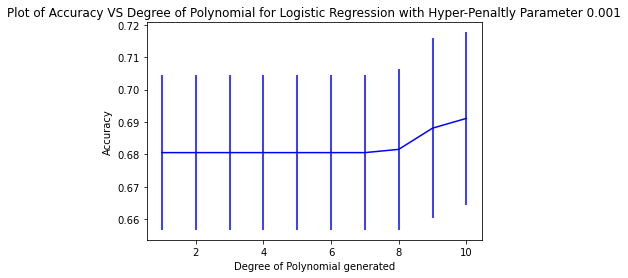 Plot of Accuracy VS Degree of Polynomial for Logistic Regression with Hyper-Penaltly Parameter 0.001
0.72
0.71
0.70
0.69
0.68
0.67
0.66
Accuracy
2 4 6 8 10
Degree of Polynomial generated